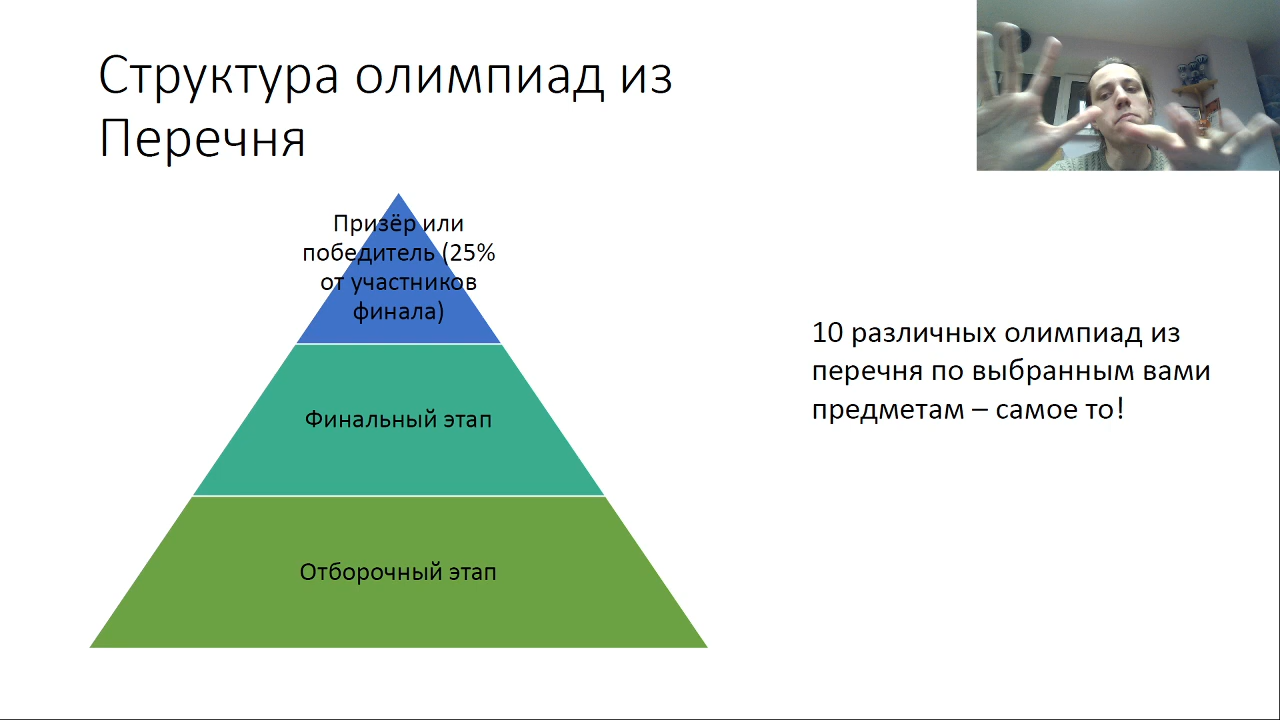 Структура олимпиад из
Перечня
Призёр или
победитель (25%
от участников
финала)
Финальный этап
Отборочный этап
10 различных олимпиад из
перечня по выбранным вами
предметам – самое то!